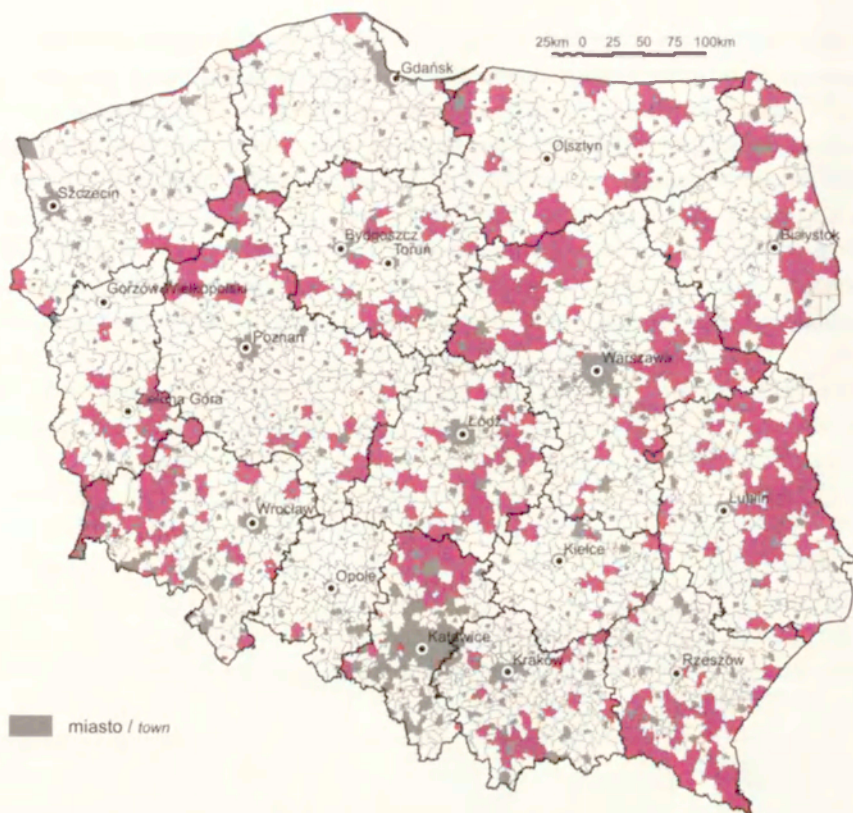 25km 0 25 50 75 100km
Gdańsk
Olsztyn
Szczecin
Bydgoszcz
Toruń
Białystok
Gorzów Wielkopolski
Poznań
Warszawa
Zielona Góra
Łódź
Wrocław
Lublin
Kielce
Opole
Katowice
Kraków
Rzeszów
miasto / town